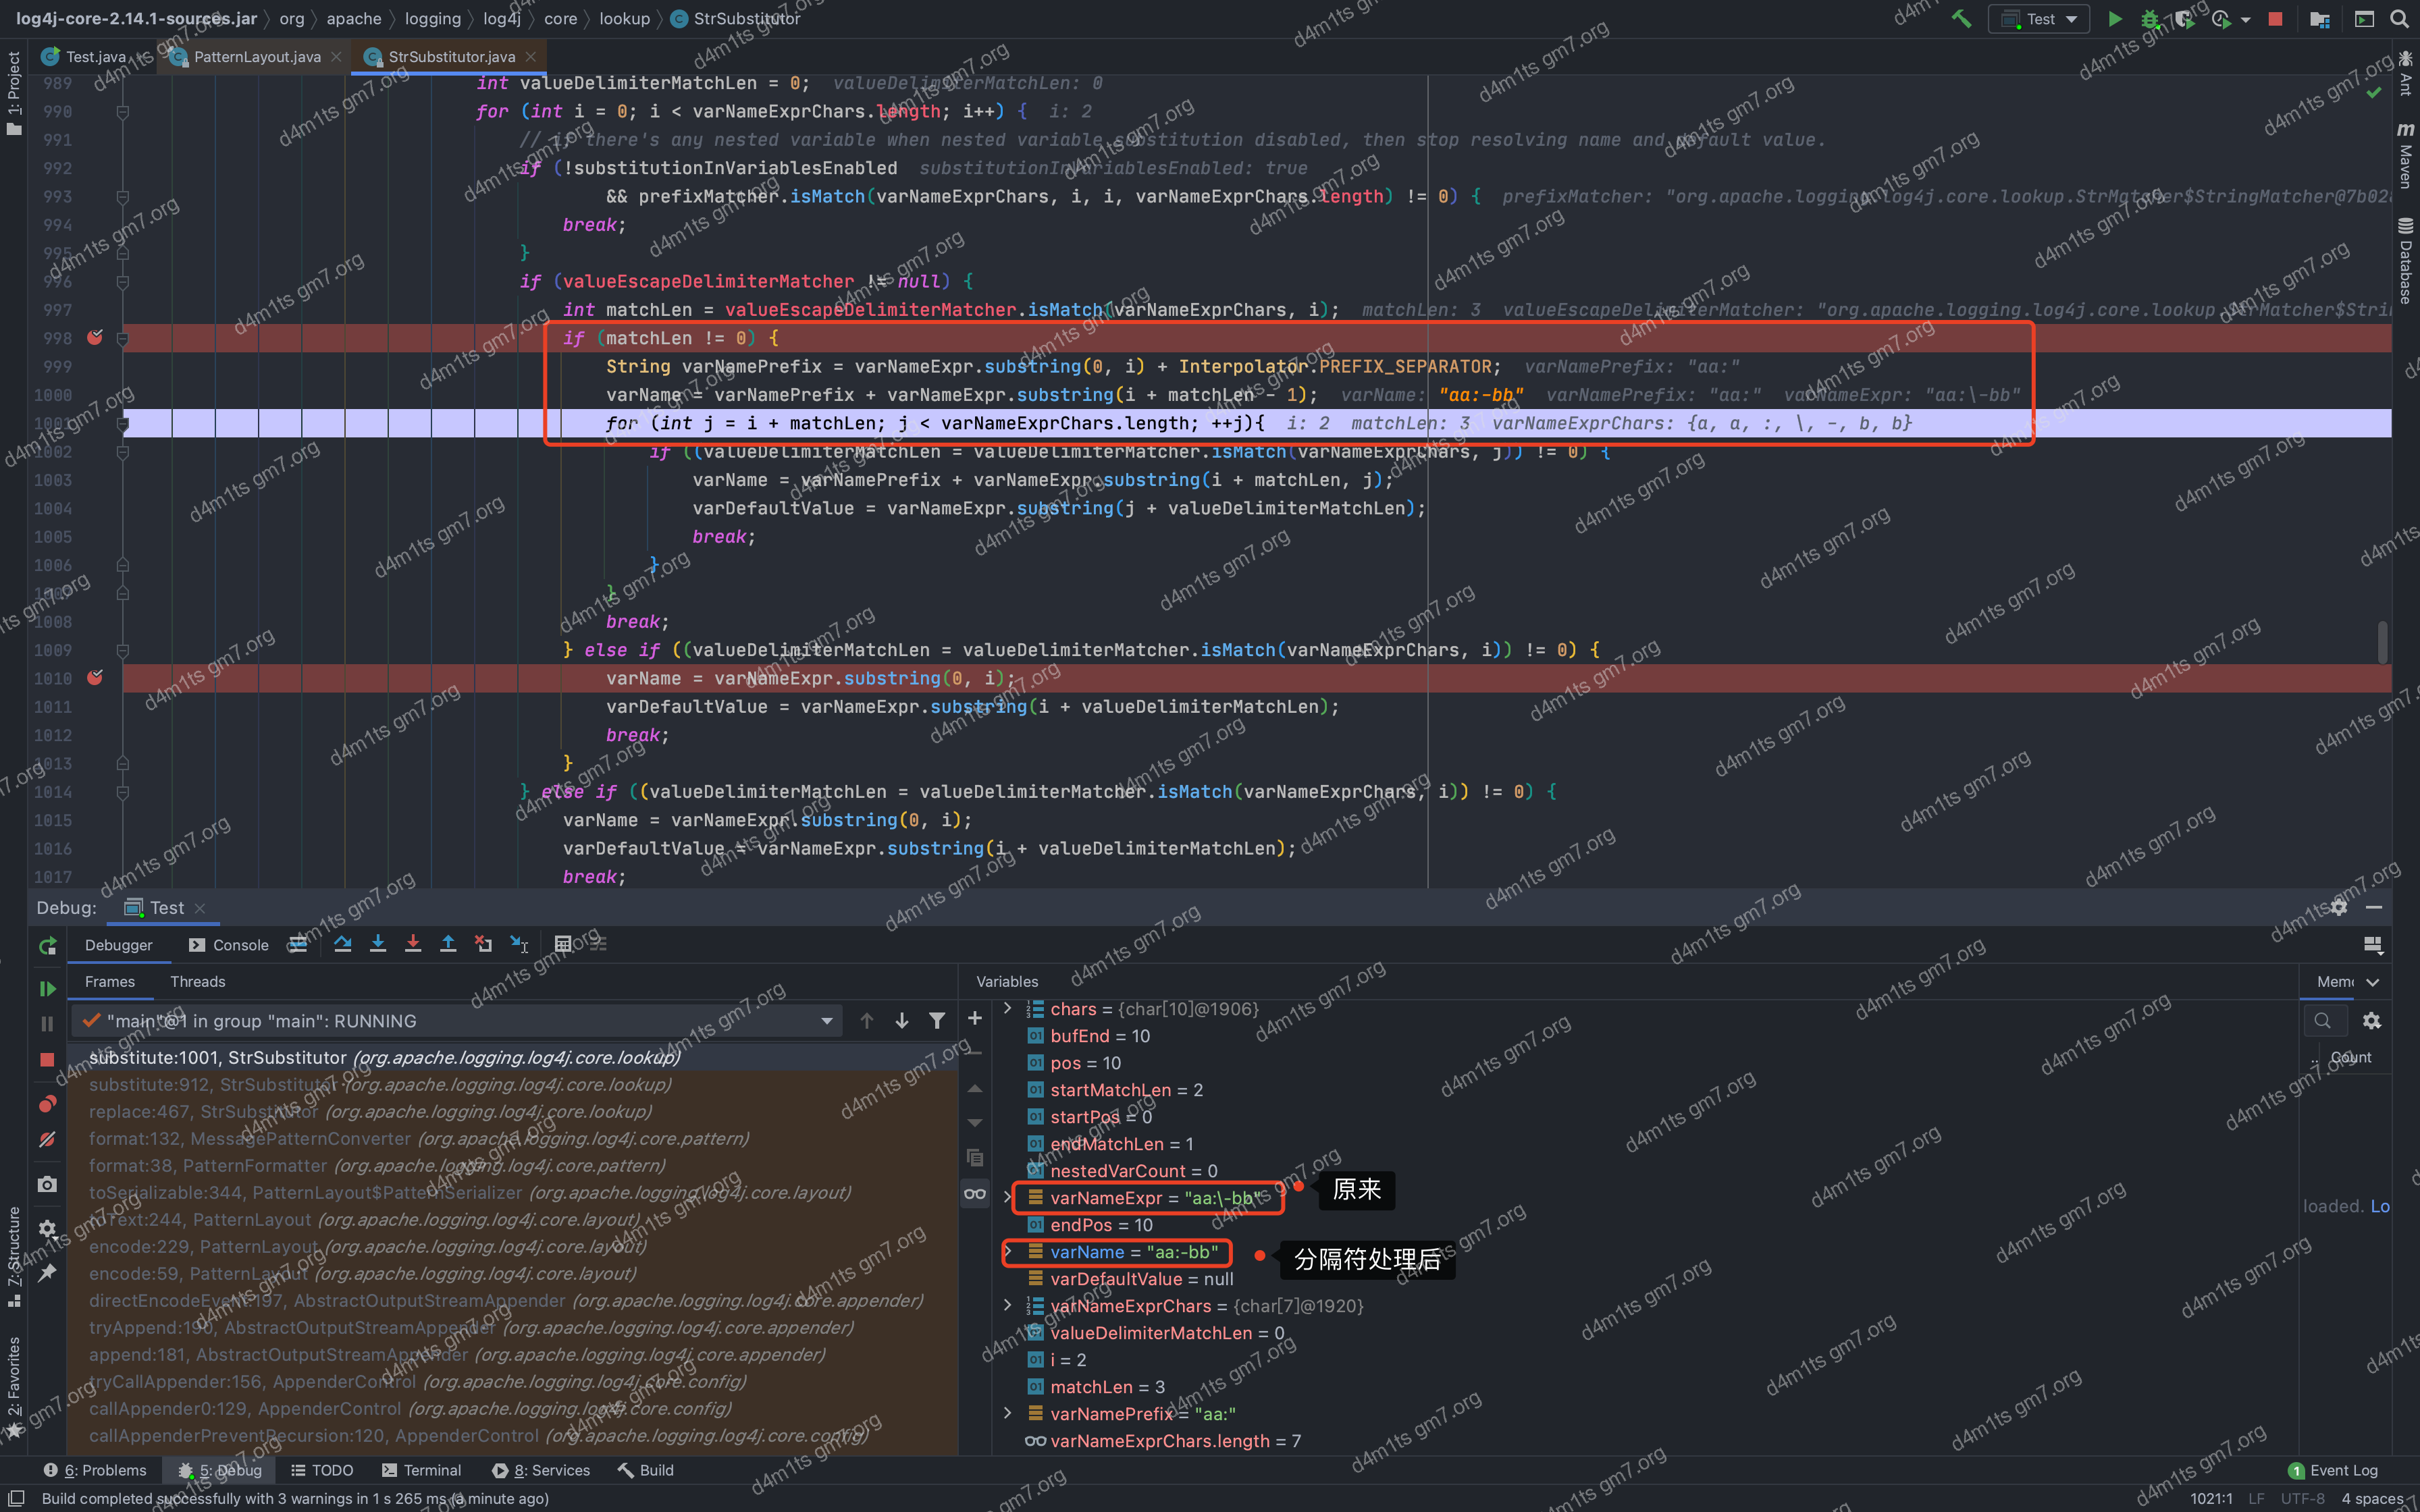 log4j-core-2.14.1-sources.jar › org › apache › logging › log4j › core › lookup › StrSubstitutor
Test
Test.java
PatternLayout.java
StrSubstitutor.java
1: Project
Ant
Maven
Database
989 int valueDelimiterMatchLen = 0; valueDelimiterMatchLen: 0
990 for (int i = 0; i < varNameExprChars.length; i++) { i: 2
991 // if there's any nested variable when nested variable substitution disabled, then stop resolving name and default value.
992 if (!substitutionInVariablesEnabled substitutionInVariablesEnabled: true
993 && prefixMatcher.isMatch(varNameExprChars, i, i, varNameExprChars.length) != 0) { prefixMatcher: "org.apache.logging.log4j.core.lookup.StrMatcher$StringMatcher@7b02
994 break;
995 }
996 if (valueEscapeDelimiterMatcher != null) {
997 int matchLen = valueEscapeDelimiterMatcher.isMatch(varNameExprChars, i); matchLen: 3 valueEscapeDelimiterMatcher: "org.apache.logging.log4j.core.lookup.StrMatcher$Stri
998 if (matchLen != 0) {
999 String varNamePrefix = varNameExpr.substring(0, i) + Interpolator.PREFIX_SEPARATOR; varNamePrefix: "aa:"
1000 varName = varNamePrefix + varNameExpr.substring(i + matchLen - 1); varName: "aa:-bb" varNamePrefix: "aa:" varNameExpr: "aa:\-bb"
1001 for (int j = i + matchLen; j < varNameExprChars.length; ++j){ i: 2 matchLen: 3 varNameExprChars: {a, a, :, \, -, b, b}
1002 if ((valueDelimiterMatchLen = valueDelimiterMatcher.isMatch(varNameExprChars, j)) != 0) {
1003 varName = varNamePrefix + varNameExpr.substring(i + matchLen, j);
1004 varDefaultValue = varNameExpr.substring(j + valueDelimiterMatchLen);
1005 break;
1006 }
1007 }
1008 break;
1009 } else if ((valueDelimiterMatchLen = valueDelimiterMatcher.isMatch(varNameExprChars, i)) != 0) {
1010 varName = varNameExpr.substring(0, i);
1011 varDefaultValue = varNameExpr.substring(i + valueDelimiterMatchLen);
1012 break;
1013 }
1014 } else if ((valueDelimiterMatchLen = valueDelimiterMatcher.isMatch(varNameExprChars, i)) != 0) {
1015 varName = varNameExpr.substring(0, i);
1016 varDefaultValue = varNameExpr.substring(i + valueDelimiterMatchLen);
1017 break;
Debug: Test
Debugger Console
Frames Threads
"main"@1 in group "main": RUNNING
substitute:1001, StrSubstitutor (org.apache.logging.log4j.core.lookup)
substitute:912, StrSubstitutor (org.apache.logging.log4j.core.lookup)
replace:467, StrSubstitutor (org.apache.logging.log4j.core.lookup)
format:132, MessagePatternConverter (org.apache.logging.log4j.core.pattern)
format:38, PatternFormatter (org.apache.logging.log4j.core.pattern)
toSerializable:344, PatternLayout$PatternSerializer (org.apache.logging.log4j.core.layout)
toText:244, PatternLayout (org.apache.logging.log4j.core.layout)
encode:229, PatternLayout (org.apache.logging.log4j.core.layout)
encode:59, PatternLayout (org.apache.logging.log4j.core.layout)
directEncodeEvent:197, AbstractOutputStreamAppender (org.apache.logging.log4j.core.appender)
tryAppend:190, AbstractOutputStreamAppender (org.apache.logging.log4j.core.appender)
append:181, AbstractOutputStreamAppender (org.apache.logging.log4j.core.appender)
tryCallAppender:156, AppenderControl (org.apache.logging.log4j.core.config)
callAppender0:129, AppenderControl (org.apache.logging.log4j.core.config)
callAppenderPreventRecursion:120, AppenderControl (org.apache.logging.log4j.core.config)
Variables
chars = {char[10]@1906}
bufEnd = 10
pos = 10
startMatchLen = 2
startPos = 0
endMatchLen = 1
nestedVarCount = 0
varNameExpr = "aa:\-bb"
原来
endPos = 10
varName = "aa:-bb"
分隔符处理后
varDefaultValue = null
varNameExprChars = {char[7]@1920}
valueDelimiterMatchLen = 0
i = 2
matchLen = 3
varNamePrefix = "aa:"
varNameExprChars.length = 7
Mem
Count
loaded. Lo
7: Structure
2: Favorites
6: Problems 5: Debug TODO Terminal 8: Services Build
1 Event Log
Build completed successfully with 3 warnings in 1 s 265 ms (a minute ago)
1021:1 LF UTF-8 4 spaces
d4m1ts gm7.org